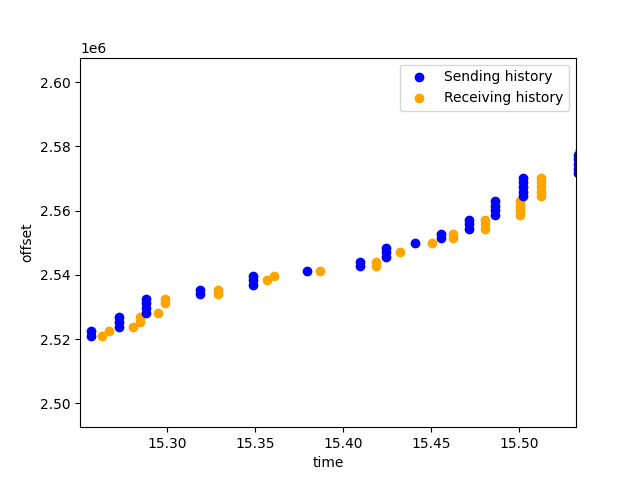 1e6
Sending history
Receiving history
2.60
2.58
2.56
2.54
2.52
2.50
offset
15.30 15.35 15.40 15.45 15.50
time